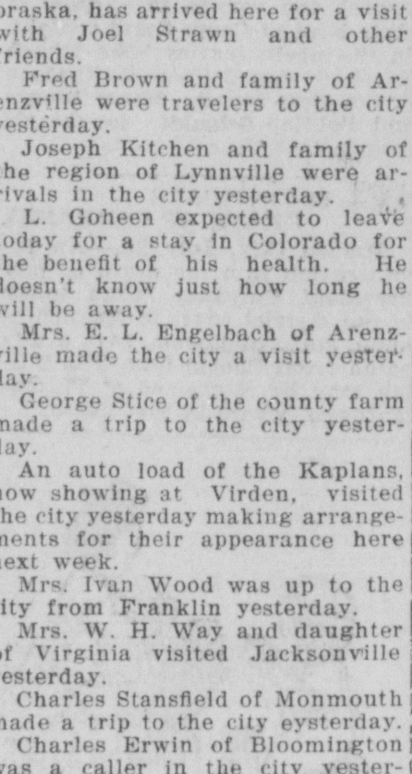 braska, has arrived here for a visit
with Joel Strawn and other
friends.
Fred Brown and family of Ar-
enzville were travelers to the city
yesterday.
Joseph Kitchen and family of
the region of Lynnville were ar-
rivals in the city yesterday.
L. Goheen expected to leave
today for a stay in Colorado for
the benefit of his health. He
doesn't know just how long he
will be away.
Mrs. E. L. Engelbach of Arenz-
ville made the city a visit yester-
day.
George Stice of the county farm
made a trip to the city yester-
day.
An auto load of the Kaplans,
now showing at Virden, visited
the city yesterday making arrange-
ments for their appearance here
next week.
Mrs. Ivan Wood was up to the
city from Franklin yesterday.
Mrs. W. H. Way and daughter
of Virginia visited Jacksonville
yesterday.
Charles Stansfield of Monmouth
made a trip to the city eysterday.
Charles Erwin of Bloomington
was a caller in the city yester-